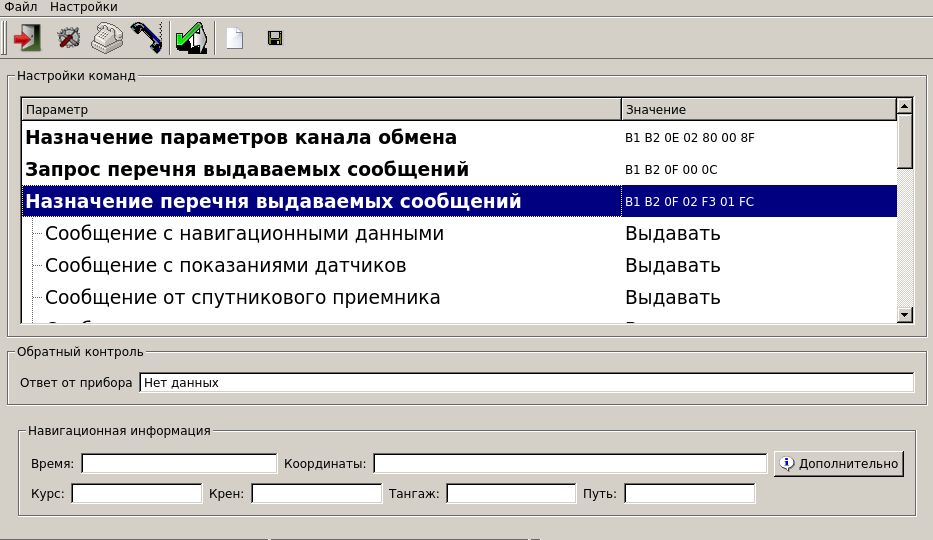 Файл Настройки
Настройки команд
Параметр Значение
Назначение параметров канала обмена B1 B2 0E 02 80 00 8F
Запрос перечня выдаваемых сообщений B1 B2 0F 00 0C
Назначение перечня выдаваемых сообщений B1 B2 0F 02 F3 01 FC
Сообщение с навигационными данными Выдавать
Сообщение с показаниями датчиков Выдавать
Сообщение от спутникового приемника Выдавать
Обратный контроль
Ответ от прибора Нет данных
Навигационная информация
Время: Координаты: Дополнительно
Курс: Крен: Тангаж: Путь: